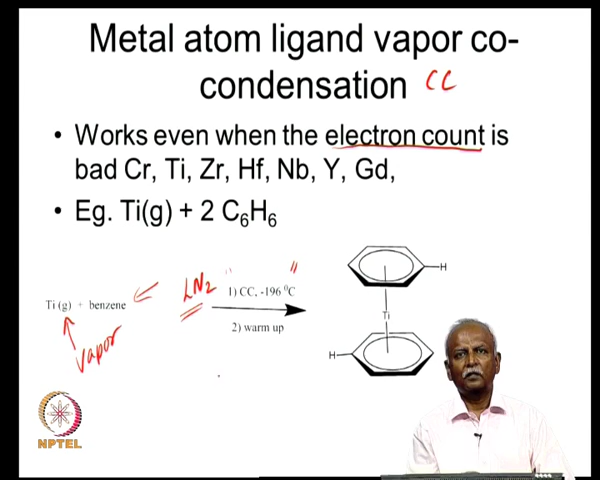 Metal atom ligand vapor co-
condensation CC
• Works even when the electron count is
bad Cr, Ti, Zr, Hf, Nb, Y, Gd,
• Eg. Ti(g) + 2 C₆H₆
Ti (g) + benzene
vapor
LN₂
1) CC, -196 ⁰C
2) warm up
H
Ti
H
NPTEL